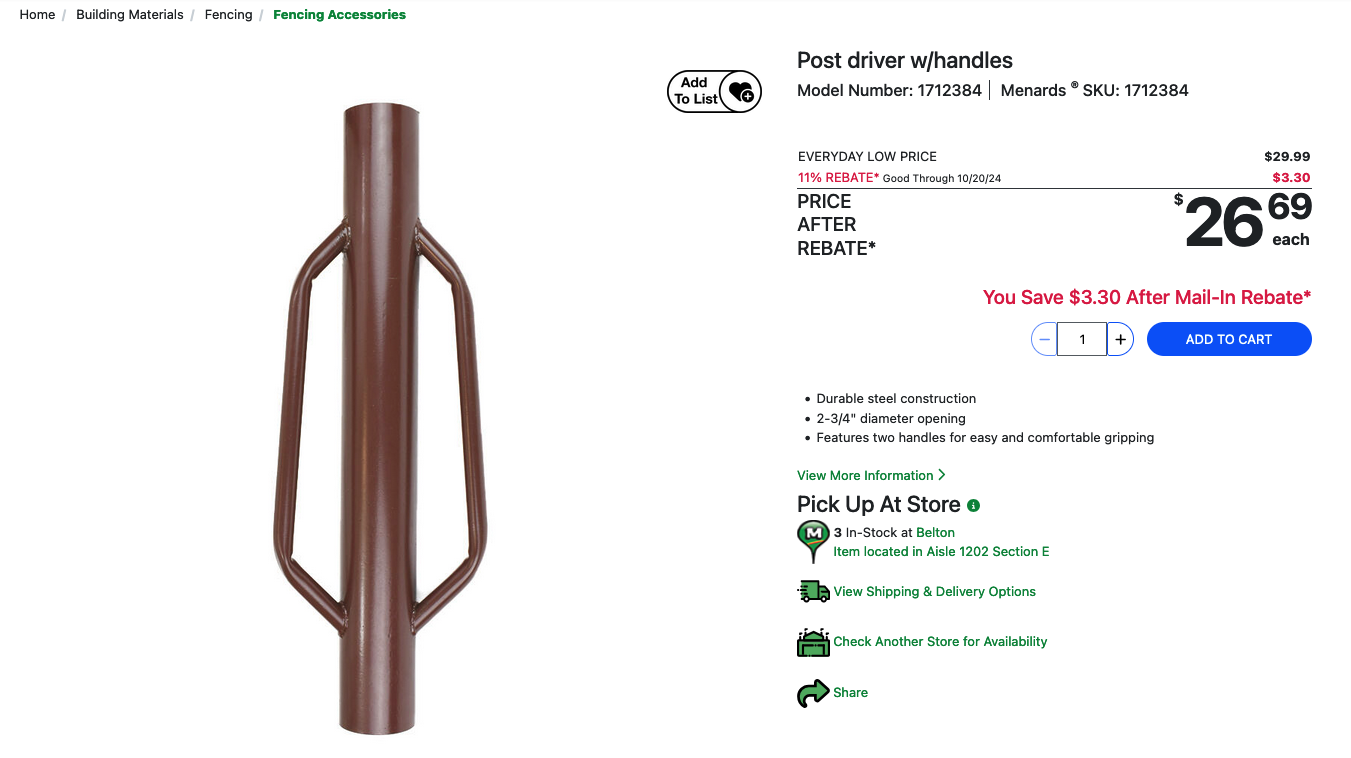 Home / Building Materials / Fencing / Fencing Accessories
Add
To List
Post driver w/handles
Model Number: 1712384 | Menards ® SKU: 1712384
EVERYDAY LOW PRICE $29.99
11% REBATE* Good Through 10/20/24 $3.30
PRICE
AFTER
REBATE*
$26 69
each
You Save $3.30 After Mail-In Rebate*
− 1 + ADD TO CART
• Durable steel construction
• 2-3/4" diameter opening
• Features two handles for easy and comfortable gripping
View More Information >
Pick Up At Store i
M
3 In-Stock at Belton
Item located in Aisle 1202 Section E
View Shipping & Delivery Options
Check Another Store for Availability
Share